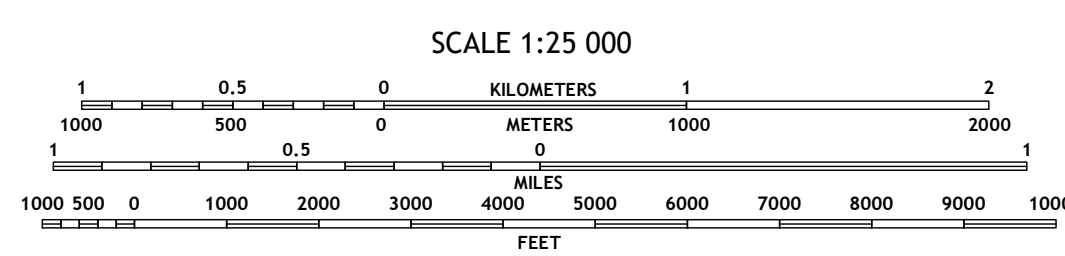 SCALE 1:25 000
1 0.5 0 KILOMETERS 1 2
1000 500 0 METERS 1000 2000
1 0.5 0 1
MILES
1000 500 0 1000 2000 3000 4000 5000 6000 7000 8000 9000 1000
FEET